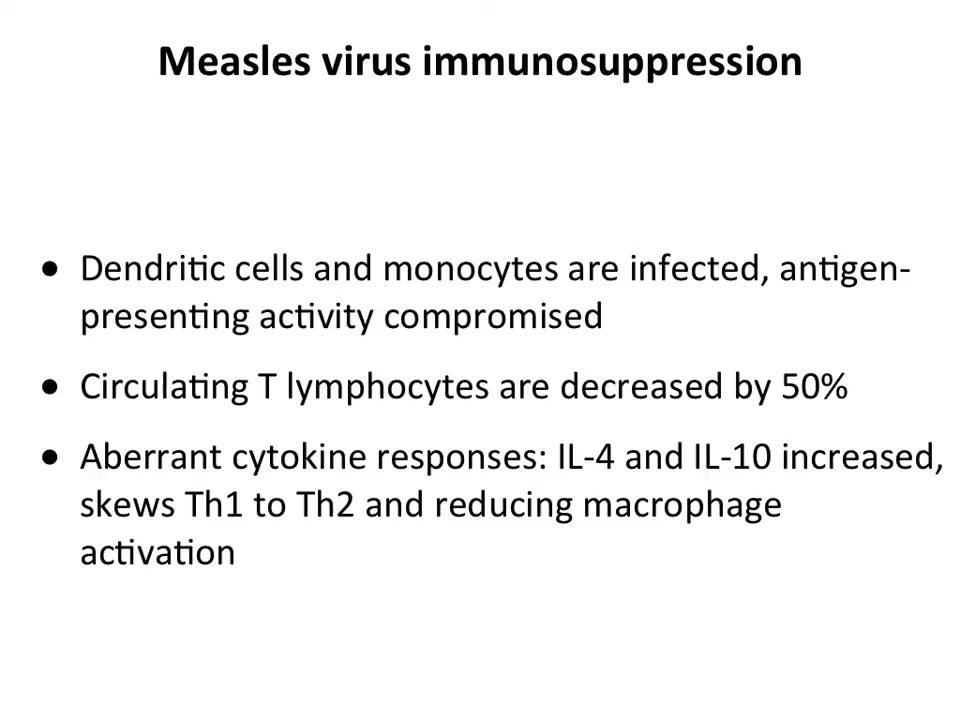 Measles virus immunosuppression
● Dendritic cells and monocytes are infected, antigen-
presenting activity compromised
● Circulating T lymphocytes are decreased by 50%
● Aberrant cytokine responses: IL-4 and IL-10 increased,
skews Th1 to Th2 and reducing macrophage
activation